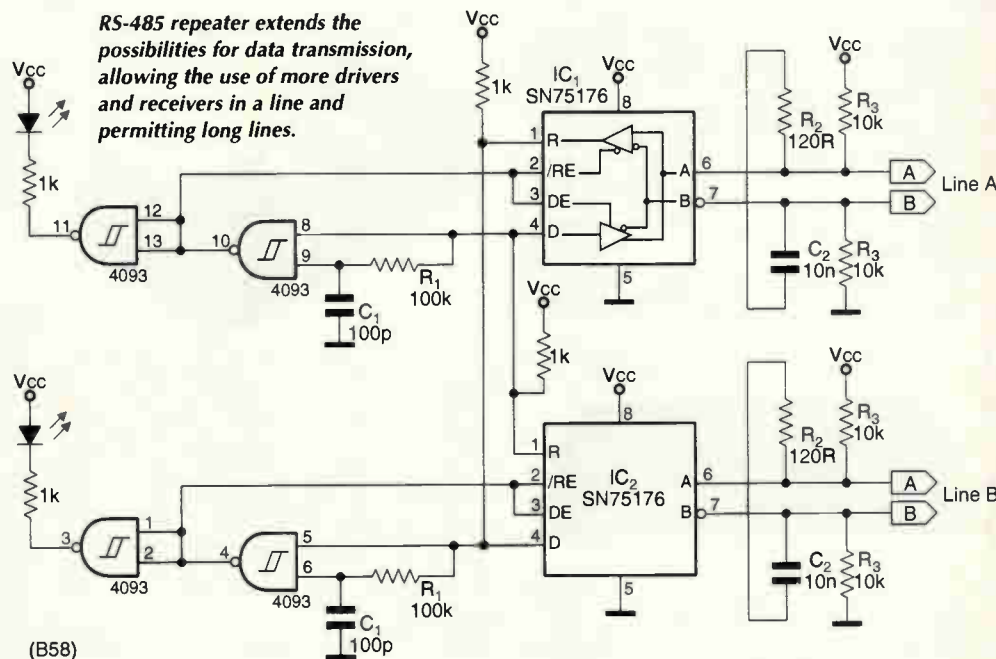 RS-485 repeater extends the
possibilities for data transmission,
allowing the use of more drivers
and receivers in a line and
permitting long lines.
Vcc
1k
11
4093
12
13
10
4093
8
9
R1
100k
C1
100p
Vcc
1k
IC1
SN75176
Vcc
8
1
R
2
/RE
3
DE
4
D
A
B
6
7
5
R2
120R
Vcc
R3
10k
A
B
Line A
C2
10n
R3
10k
Vcc
1k
Vcc
1k
3
4093
1
2
4
4093
5
6
R1
100k
C1
100p
Vcc
8
1
R
2
/RE
3
DE
4
D
IC2
SN75176
A
B
6
7
5
R2
120R
Vcc
R3
10k
A
B
Line B
C2
10n
R3
10k
(B58)